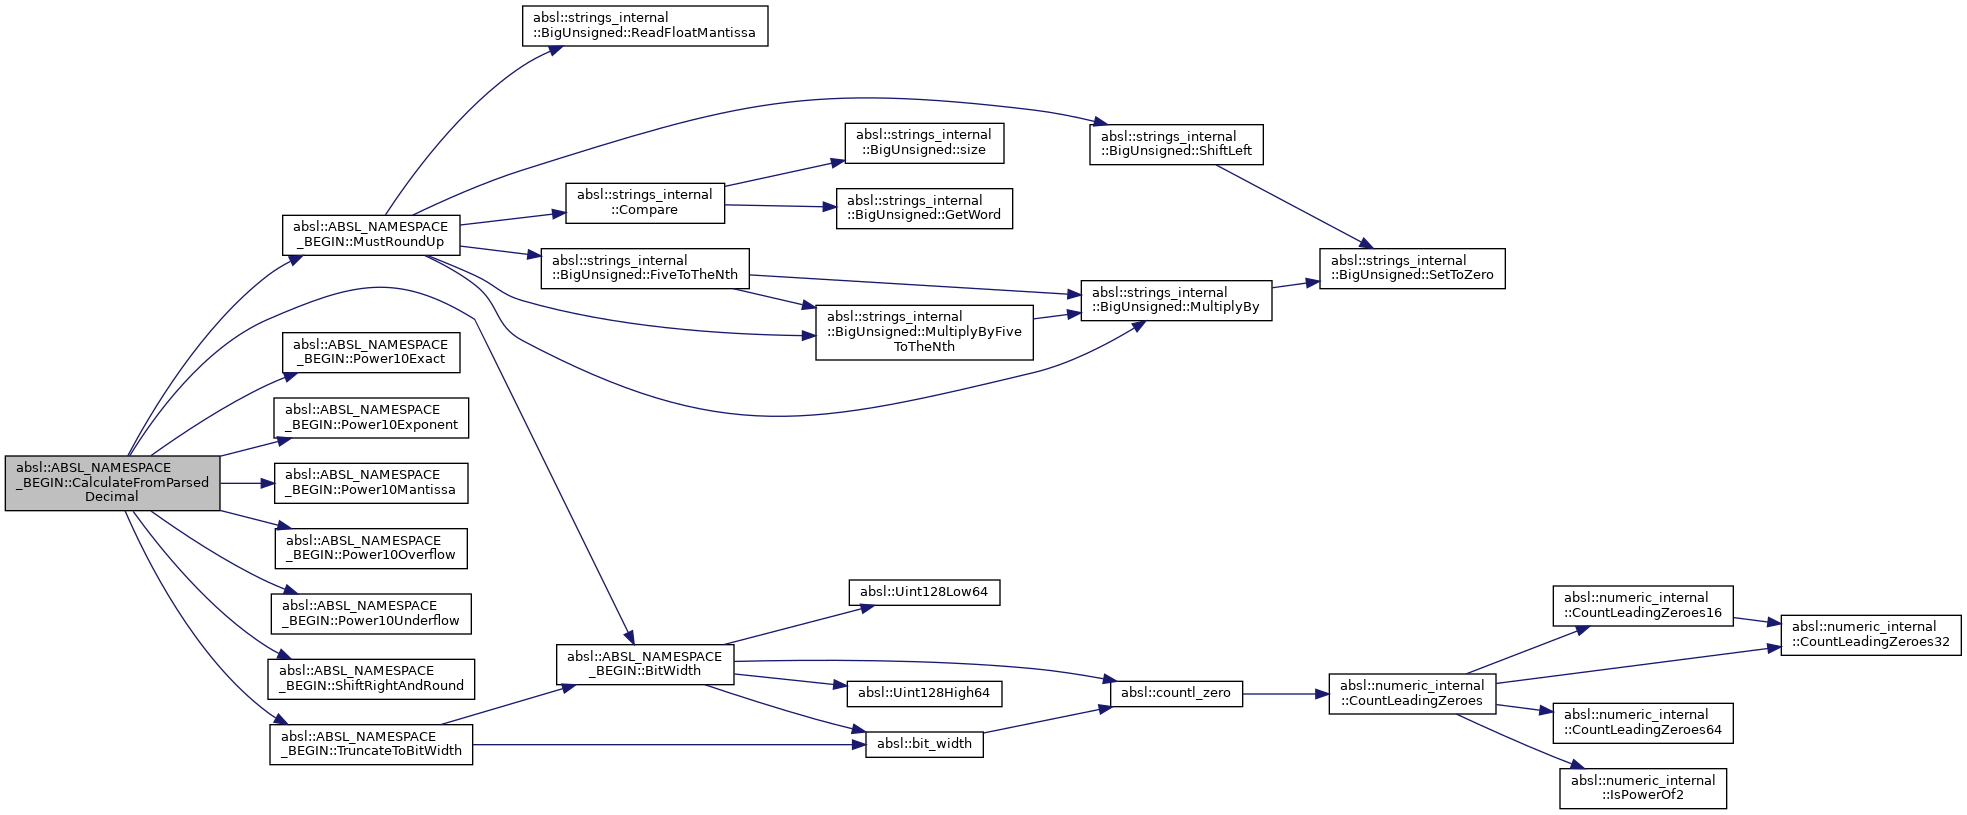 absl::strings_internal
::BigUnsigned::ReadFloatMantissa
absl::strings_internal
::BigUnsigned::size
absl::strings_internal
::BigUnsigned::ShiftLeft
absl::strings_internal
::Compare
absl::strings_internal
::BigUnsigned::GetWord
absl::ABSL_NAMESPACE
_BEGIN::MustRoundUp
absl::strings_internal
::BigUnsigned::FiveToTheNth
absl::strings_internal
::BigUnsigned::SetToZero
absl::strings_internal
::BigUnsigned::MultiplyBy
absl::strings_internal
::BigUnsigned::MultiplyByFive
ToTheNth
absl::ABSL_NAMESPACE
_BEGIN::Power10Exact
absl::ABSL_NAMESPACE
_BEGIN::Power10Exponent
absl::ABSL_NAMESPACE
_BEGIN::CalculateFromParsed
Decimal
absl::ABSL_NAMESPACE
_BEGIN::Power10Mantissa
absl::ABSL_NAMESPACE
_BEGIN::Power10Overflow
absl::ABSL_NAMESPACE
_BEGIN::Power10Underflow
absl::Uint128Low64
absl::numeric_internal
::CountLeadingZeroes16
absl::numeric_internal
::CountLeadingZeroes32
absl::ABSL_NAMESPACE
_BEGIN::ShiftRightAndRound
absl::ABSL_NAMESPACE
_BEGIN::BitWidth
absl::Uint128High64
absl::countl_zero
absl::numeric_internal
::CountLeadingZeroes
absl::numeric_internal
::CountLeadingZeroes64
absl::ABSL_NAMESPACE
_BEGIN::TruncateToBitWidth
absl::bit_width
absl::numeric_internal
::IsPowerOf2